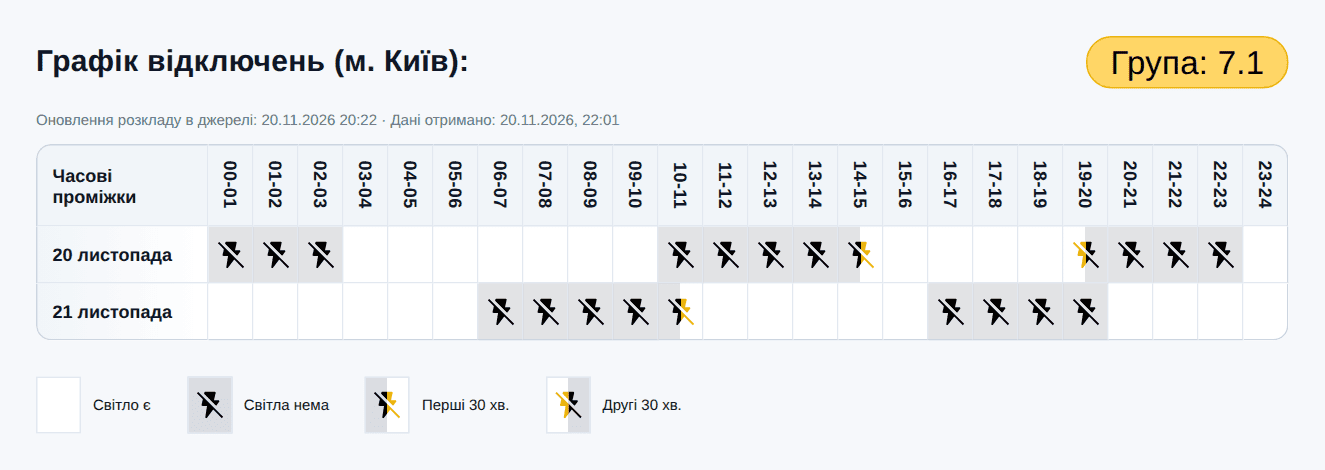 Графік відключень (м. Київ):
Група: 7.1
Оновлення розкладу в джерелі: 20.11.2026 20:22 · Дані отримано: 20.11.2026, 22:01
Часові
проміжки
00-01
01-02
02-03
03-04
04-05
05-06
06-07
07-08
08-09
09-10
10-11
11-12
12-13
13-14
14-15
15-16
16-17
17-18
18-19
19-20
20-21
21-22
22-23
23-24
20 листопада
21 листопада
Світло є
Світла нема
Перші 30 хв.
Другі 30 хв.